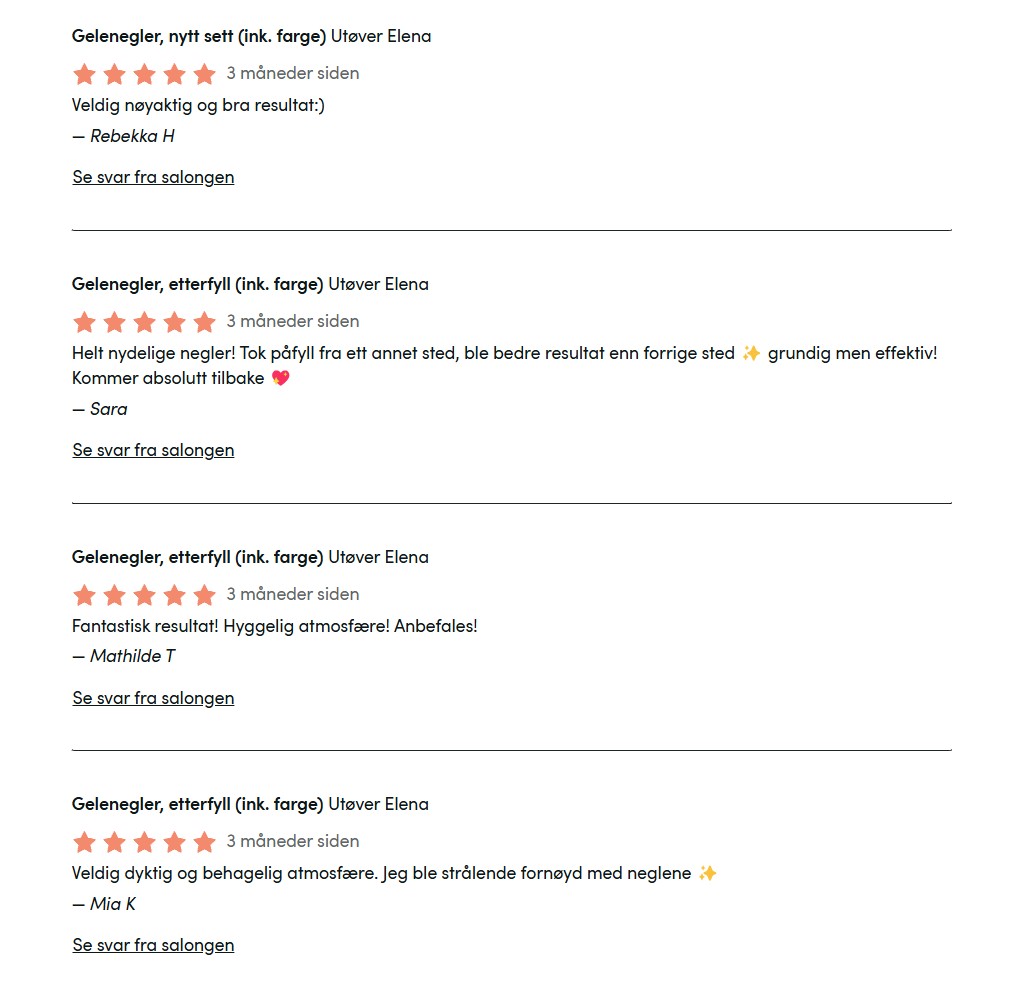 Gelenegler, nytt sett (ink. farge) Utøver Elena
3 måneder siden
Veldig nøyaktig og bra resultat:)
— Rebekka H
Se svar fra salongen
Gelenegler, etterfyll (ink. farge) Utøver Elena
3 måneder siden
Helt nydelige negler! Tok påfyll fra ett annet sted, ble bedre resultat enn forrige sted ✨ grundig men effektiv!
Kommer absolutt tilbake 💖
— Sara
Se svar fra salongen
Gelenegler, etterfyll (ink. farge) Utøver Elena
3 måneder siden
Fantastisk resultat! Hyggelig atmosfære! Anbefales!
— Mathilde T
Se svar fra salongen
Gelenegler, etterfyll (ink. farge) Utøver Elena
3 måneder siden
Veldig dyktig og behagelig atmosfære. Jeg ble strålende fornøyd med neglene ✨
— Mia K
Se svar fra salongen